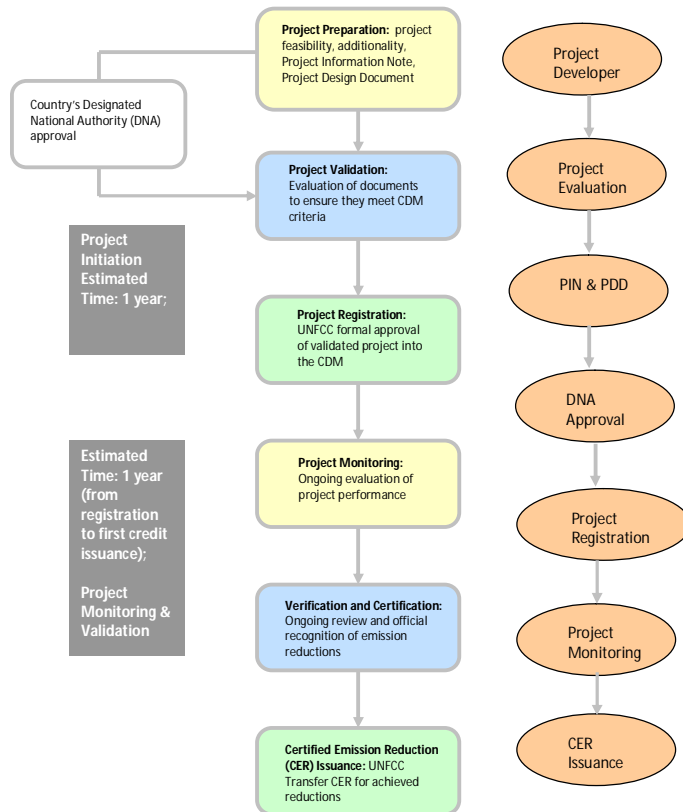 Project Preparation: project
feasibility, additionality,
Project Information Note,
Project Design Document
Country's Designated
National Authority (DNA)
approval
Project Validation:
Evaluation of documents
to ensure they meet CDM
criteria
Project
Initiation
Estimated
Time: 1 year;
Project Registration:
UNFCC formal approval
of validated project into
the CDM
Estimated
Time: 1 year
(from
registration
to first credit
issuance);
Project
Monitoring &
Validation
Project Monitoring:
Ongoing evaluation of
project performance
Verification and Certification:
Ongoing review and official
recognition of emission
reductions
Certified Emission Reduction
(CER) Issuance: UNFCC
Transfer CER for achieved
reductions
Project
Developer
Project
Evaluation
PIN & PDD
DNA
Approval
Project
Registration
Project
Monitoring
CER
Issuance